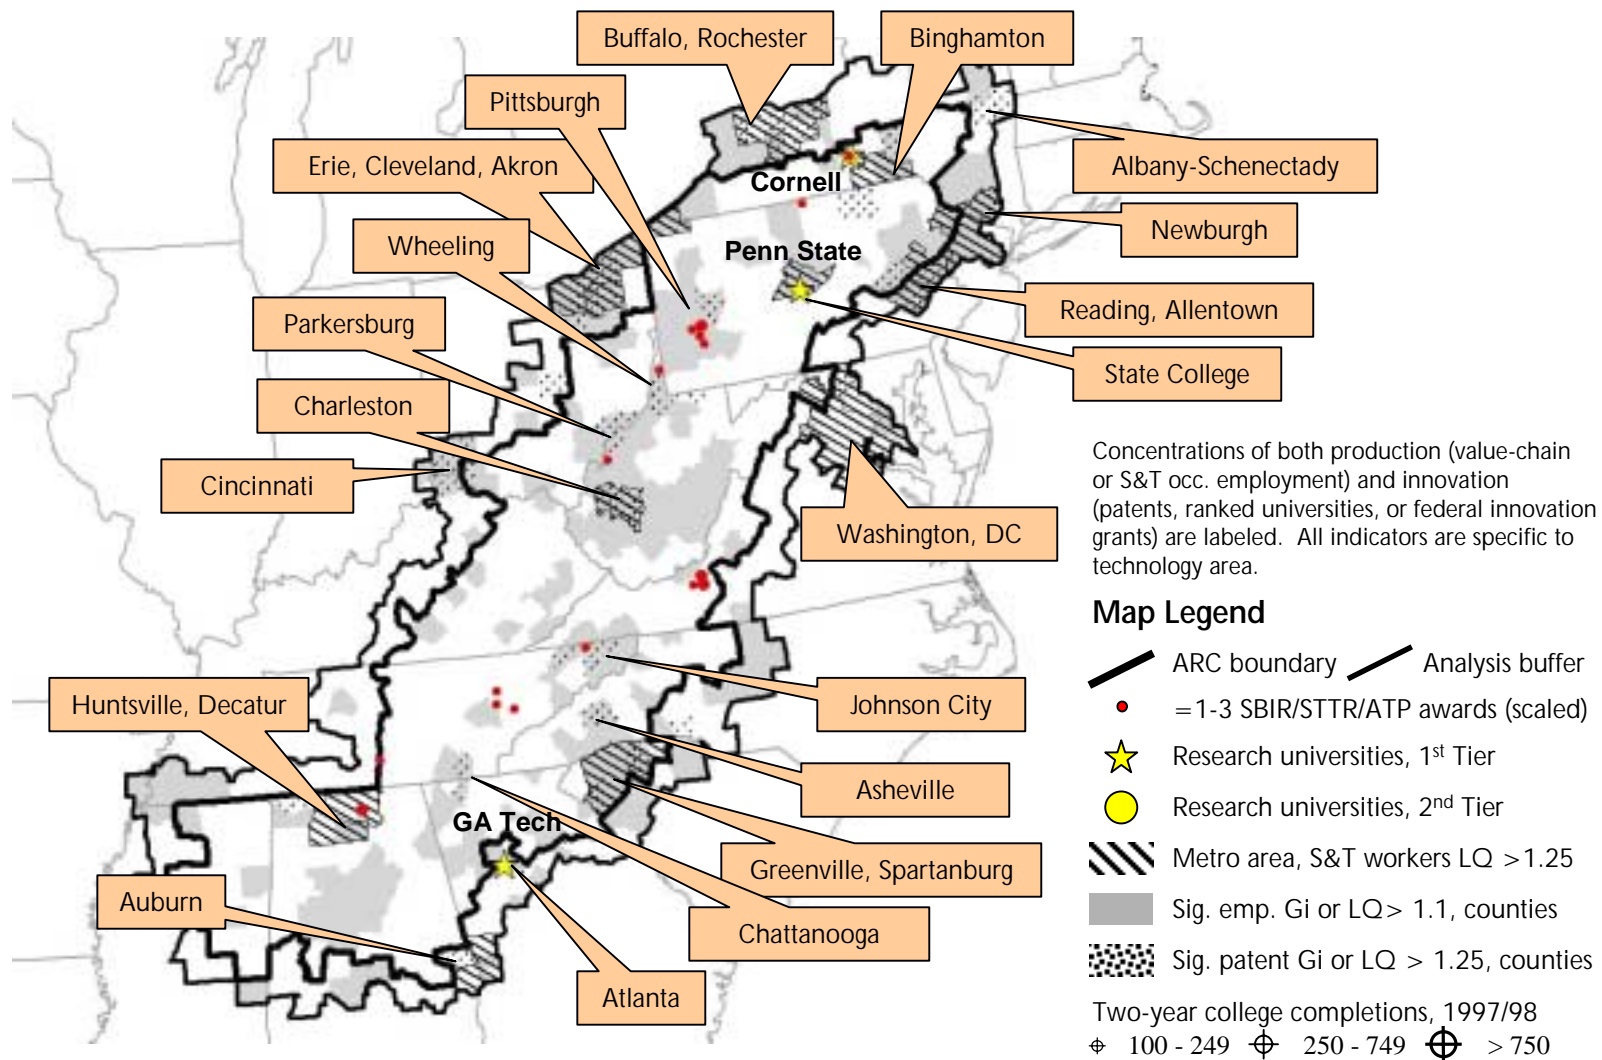 Buffalo, Rochester
Binghamton
Pittsburgh
Erie, Cleveland, Akron
Albany-Schenectady
Cornell
Newburgh
Wheeling
Penn State
Reading, Allentown
Parkersburg
State College
Charleston
Cincinnati
Washington, DC
Johnson City
Huntsville, Decatur
Asheville
GA Tech
Greenville, Spartanburg
Auburn
Chattanooga
Atlanta
Concentrations of both production (value-chain
or S&T occ. employment) and innovation
(patents, ranked universities, or federal innovation
grants) are labeled. All indicators are specific to
technology area.
Map Legend
ARC boundary Analysis buffer
=1-3 SBIR/STTR/ATP awards (scaled)
Research universities, 1st Tier
Research universities, 2nd Tier
Metro area, S&T workers LQ >1.25
Sig. emp. Gi or LQ> 1.1, counties
Sig. patent Gi or LQ > 1.25, counties
Two-year college completions, 1997/98
100 - 249 250 - 749 > 750